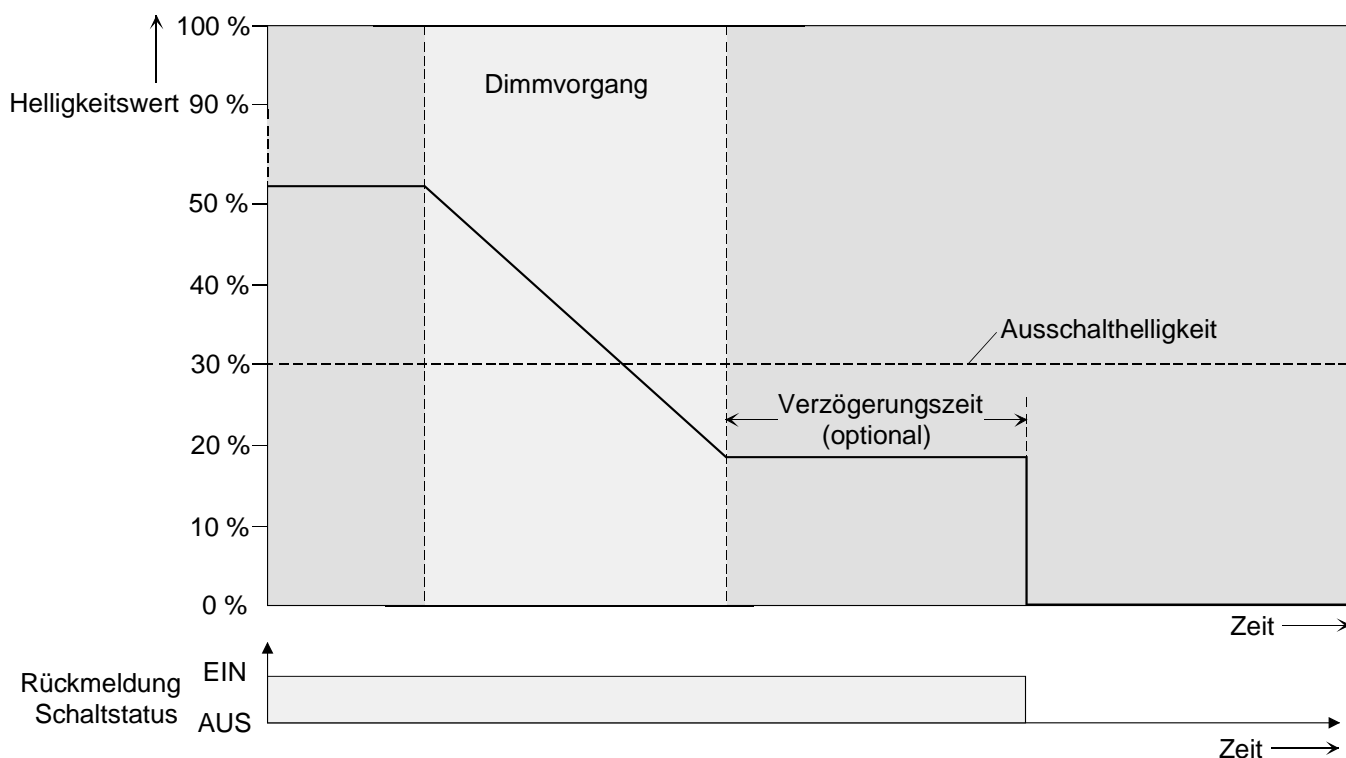 100 %
Dimmvorgang
Helligkeitswert 90 %
50 %
40 %
Ausschalthelligkeit
30 %
Verzögerungszeit
(optional)
20 %
10 %
0 %
Zeit
EIN
Rückmeldung
Schaltstatus
AUS
Zeit